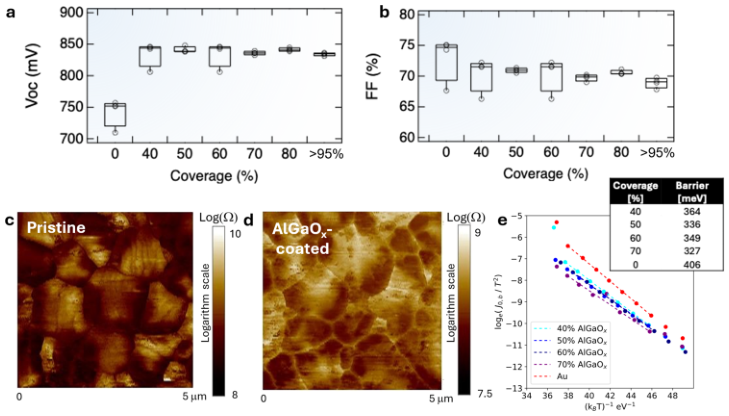 a
Voc (mV)
900
850
800
750
700
0 40 50 60 70 80 >95%
Coverage (%)
b
FF (%)
80
75
70
65
60
0 40 50 60 70 80 >95%
Coverage (%)
c
Pristine
Log(Ω)
10
Logarithm scale
8
0 5 µm
d
AlGaOₓ-
coated
Log(Ω)
9
Logarithm scale
7.5
0 5 µm
Coverage Barrier
[%] [meV]
40 364
50 336
60 349
70 327
0 406
e
logₑ(J₀,b / T²)
−5
−6
−7
−8
−9
−10
−11
−12
−13
40% AlGaOₓ
50% AlGaOₓ
60% AlGaOₓ
70% AlGaOₓ
Au
34 36 38 40 42 44 46 48
(k_BT)⁻¹ eV⁻¹